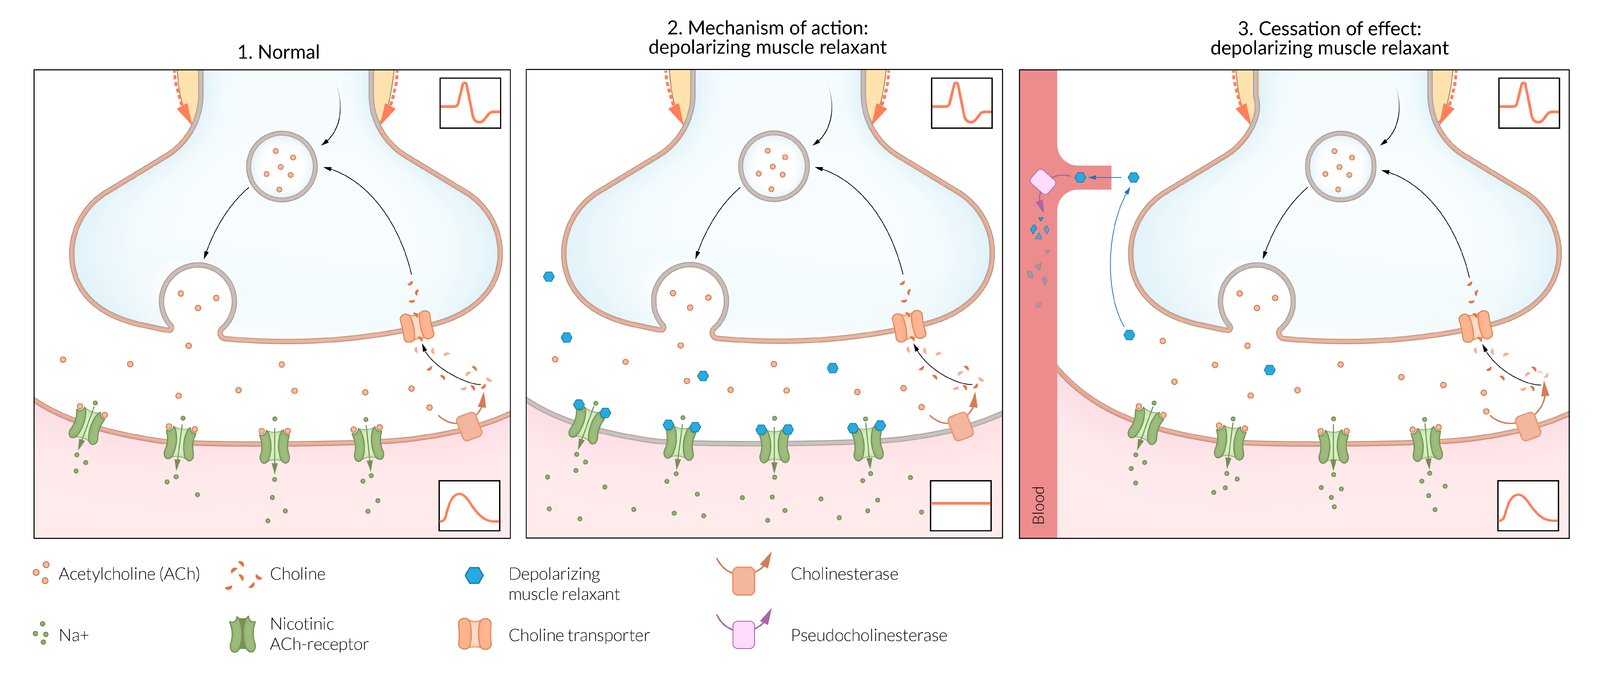 1. Normal
2. Mechanism of action:
depolarizing muscle relaxant
3. Cessation of effect:
depolarizing muscle relaxant
Blood
Acetylcholine (ACh)
Choline
Depolarizing
muscle relaxant
Cholinesterase
Na+
Nicotinic
ACh-receptor
Choline transporter
Pseudocholinesterase